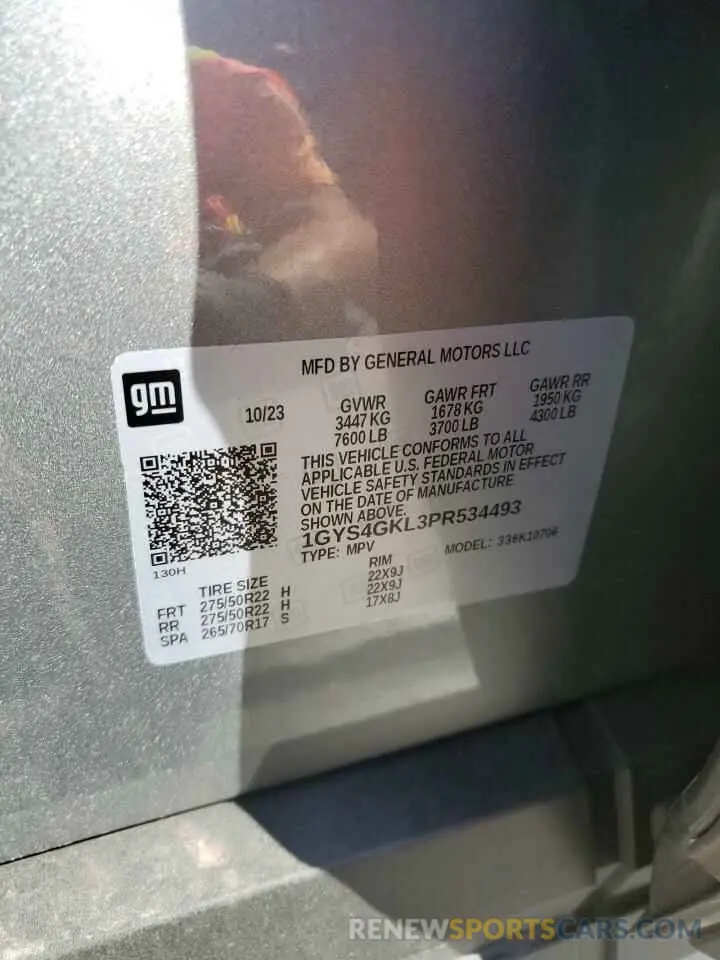 MFD BY GENERAL MOTORS LLC
gm
10/23
GVWR GAWR FRT GAWR RR
3447 KG 1678 KG 1950 KG
7600 LB 3700 LB 4300 LB
THIS VEHICLE CONFORMS TO ALL
APPLICABLE U.S. FEDERAL MOTOR
VEHICLE SAFETY STANDARDS IN EFFECT
ON THE DATE OF MANUFACTURE
SHOWN ABOVE.
1GYS4GKL3PR534493
TYPE: MPV MODEL: 336K10706
130H
TIRE SIZE RIM
FRT 275/50R22 H 22X9J
RR 275/50R22 H 22X9J
SPA 265/70R17 S 17X8J
RENEWSPORTSCARS.COM